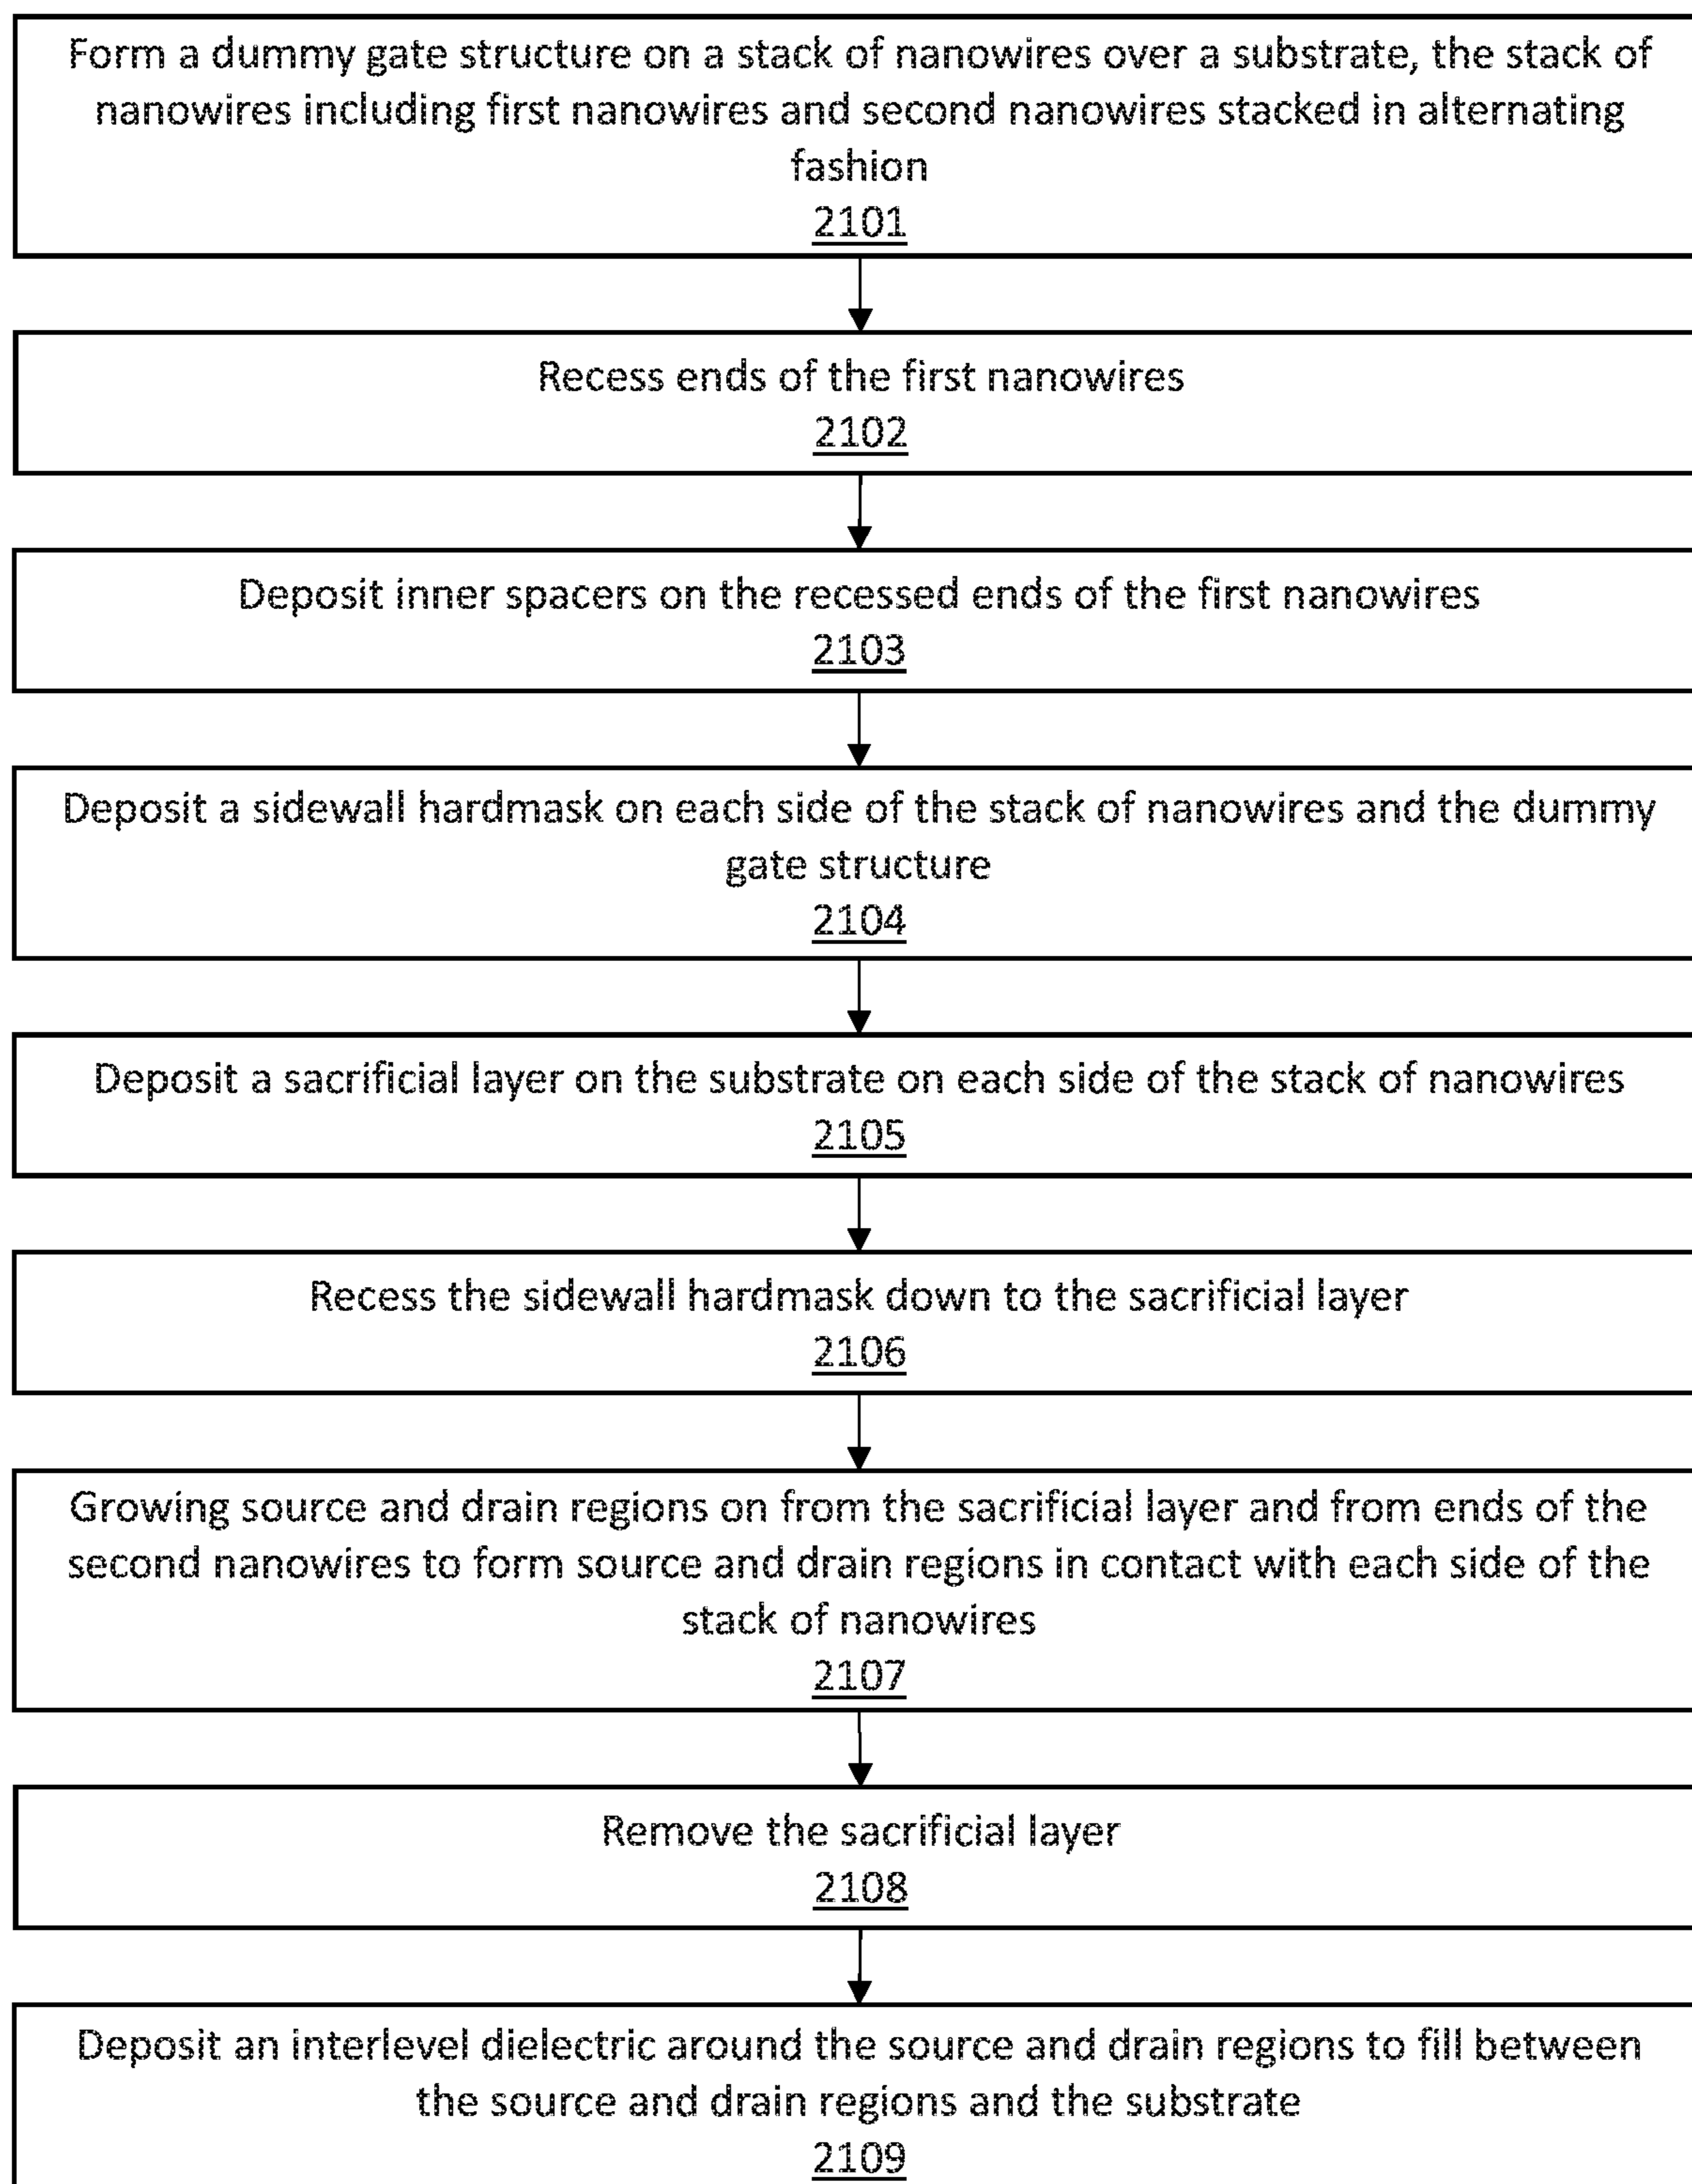 Form a dummy gate structure on a stack of nanowires over a substrate, the stack of
nanowires including first nanowires and second nanowires stacked in alternating
fashion
2101
Recess ends of the first nanowires
2102
Deposit inner spacers on the recessed ends of the first nanowires
2103
Deposit a sidewall hardmask on each side of the stack of nanowires and the dummy
gate structure
2104
Deposit a sacrificial layer on the substrate on each side of the stack of nanowires
2105
Recess the sidewall hardmask down to the sacrificial layer
2106
Growing source and drain regions on from the sacrificial layer and from ends of the
second nanowires to form source and drain regions in contact with each side of the
stack of nanowires
2107
Remove the sacrificial layer
2108
Deposit an interlevel dielectric around the source and drain regions to fill between
the source and drain regions and the substrate
2109